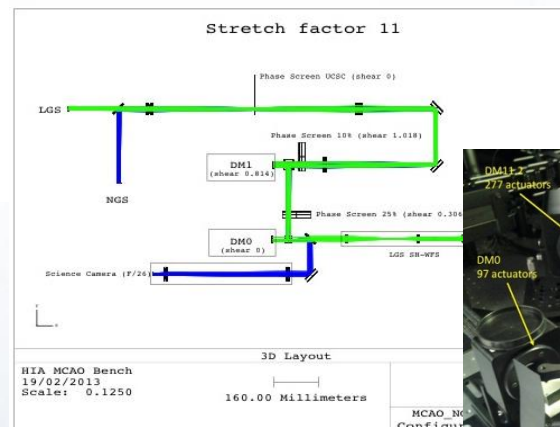 Stretch factor 11
Phase Screen UCSC (shear 0)
LGS
Phase Screen 10% (shear 1.018)
DM1
(shear 0.814)
NGS
Phase Screen 25% (shear 0.306
DM0
(shear 0)
LGS SH-WFS
Science Camera (F/26)
3D Layout
HIA MCAO Bench
19/02/2013
Scale: 0.1250
160.00 Millimeters
DM11.2
277 actuators
DM0
97 actuators